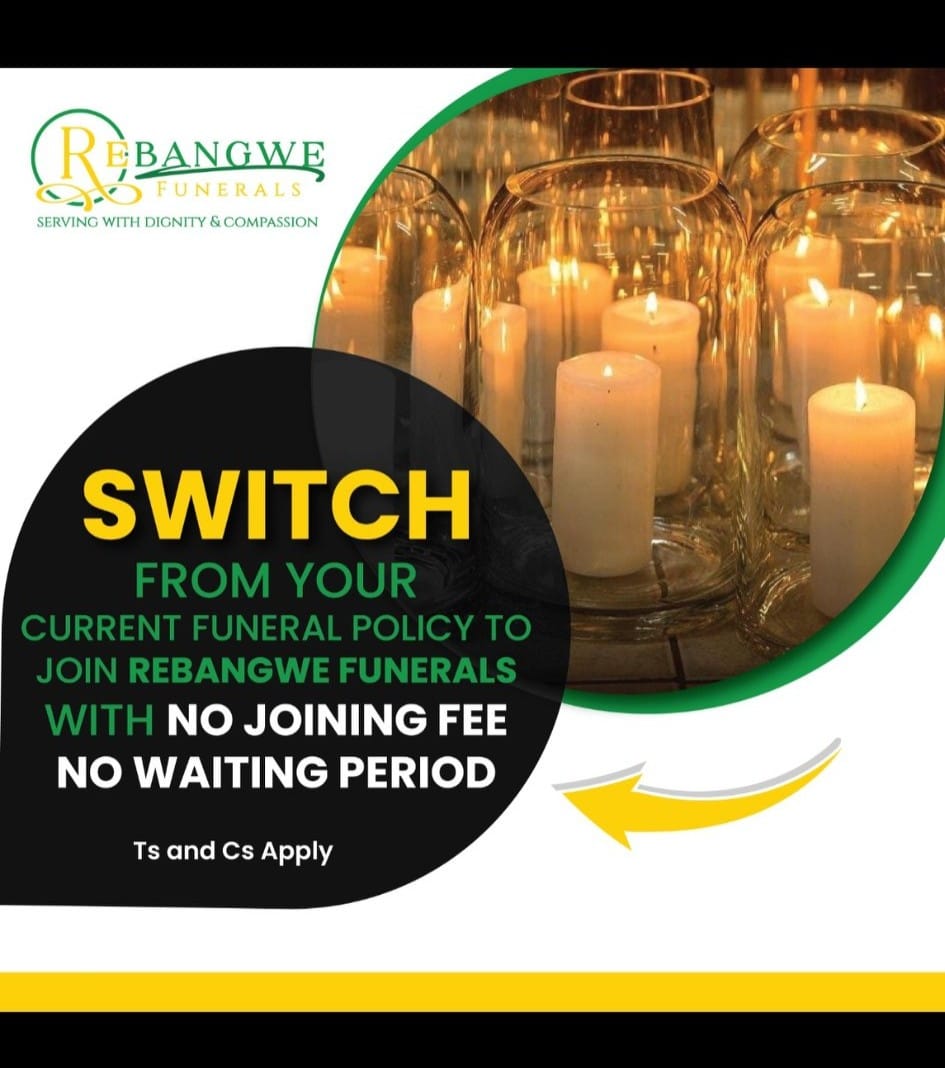 REBANGWE
FUNERALS
SERVING WITH DIGNITY & COMPASSION
SWITCH
FROM YOUR
CURRENT FUNERAL POLICY TO
JOIN REBANGWE FUNERALS
WITH NO JOINING FEE
NO WAITING PERIOD
Ts and Cs Apply